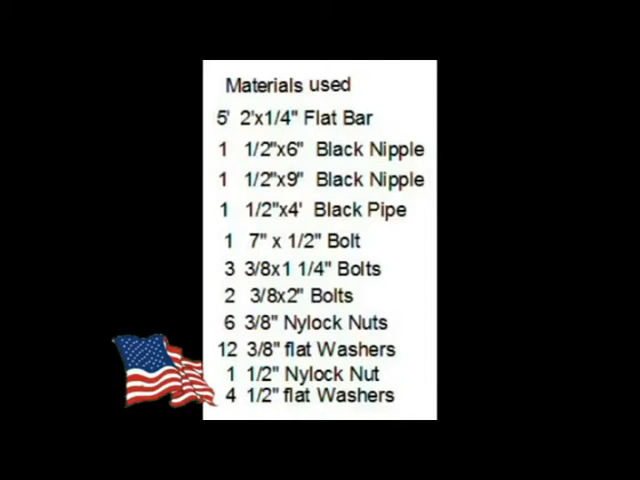 Materials used
5' 2'x1/4" Flat Bar
1 1/2"x6" Black Nipple
1 1/2"x9" Black Nipple
1 1/2"x4' Black Pipe
1 7" x 1/2" Bolt
3 3/8x1 1/4" Bolts
2 3/8x2" Bolts
6 3/8" Nylock Nuts
12 3/8" flat Washers
1 1/2" Nylock Nut
4 1/2" flat Washers